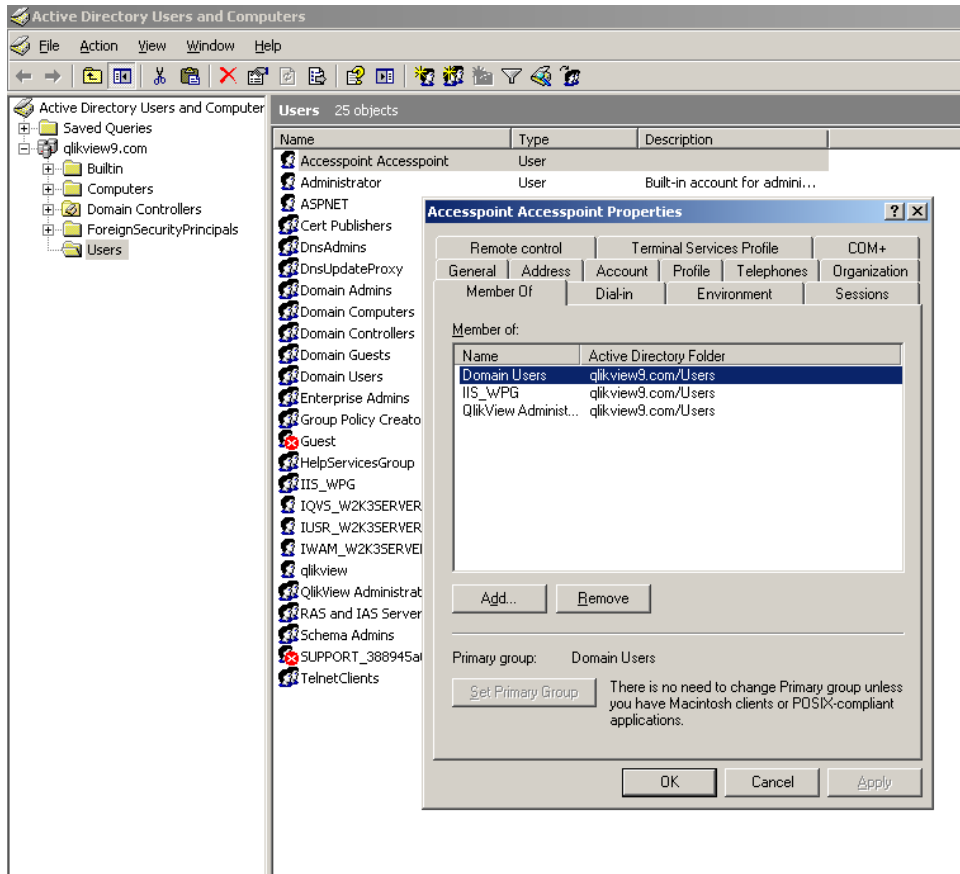 Active Directory Users and Computers
File Action View Window Help
Active Directory Users and Computer
Saved Queries
qlikview9.com
Builtin
Computers
Domain Controllers
ForeignSecurityPrincipals
Users
Users 25 objects
Name Type Description
Accesspoint Accesspoint User
Administrator User Built-in account for admini...
ASPNET
Cert Publishers
DnsAdmins
DnsUpdateProxy
Domain Admins
Domain Computers
Domain Controllers
Domain Guests
Domain Users
Enterprise Admins
Group Policy Creato
Guest
HelpServicesGroup
IIS_WPG
IQVS_W2K3SERVER
IUSR_W2K3SERVER
IWAM_W2K3SERVE
qlikview
QlikView Administrat
RAS and IAS Server
Schema Admins
SUPPORT_388945a
TelnetClients
Accesspoint Accesspoint Properties
Remote control Terminal Services Profile COM+
General Address Account Profile Telephones Organization
Member Of Dial-in Environment Sessions
Member of:
Name Active Directory Folder
Domain Users qlikview9.com/Users
IIS_WPG qlikview9.com/Users
QlikView Administ... qlikview9.com/Users
Add... Remove
Primary group: Domain Users
Set Primary Group
There is no need to change Primary group unless
you have Macintosh clients or POSIX-compliant
applications.
OK Cancel Apply